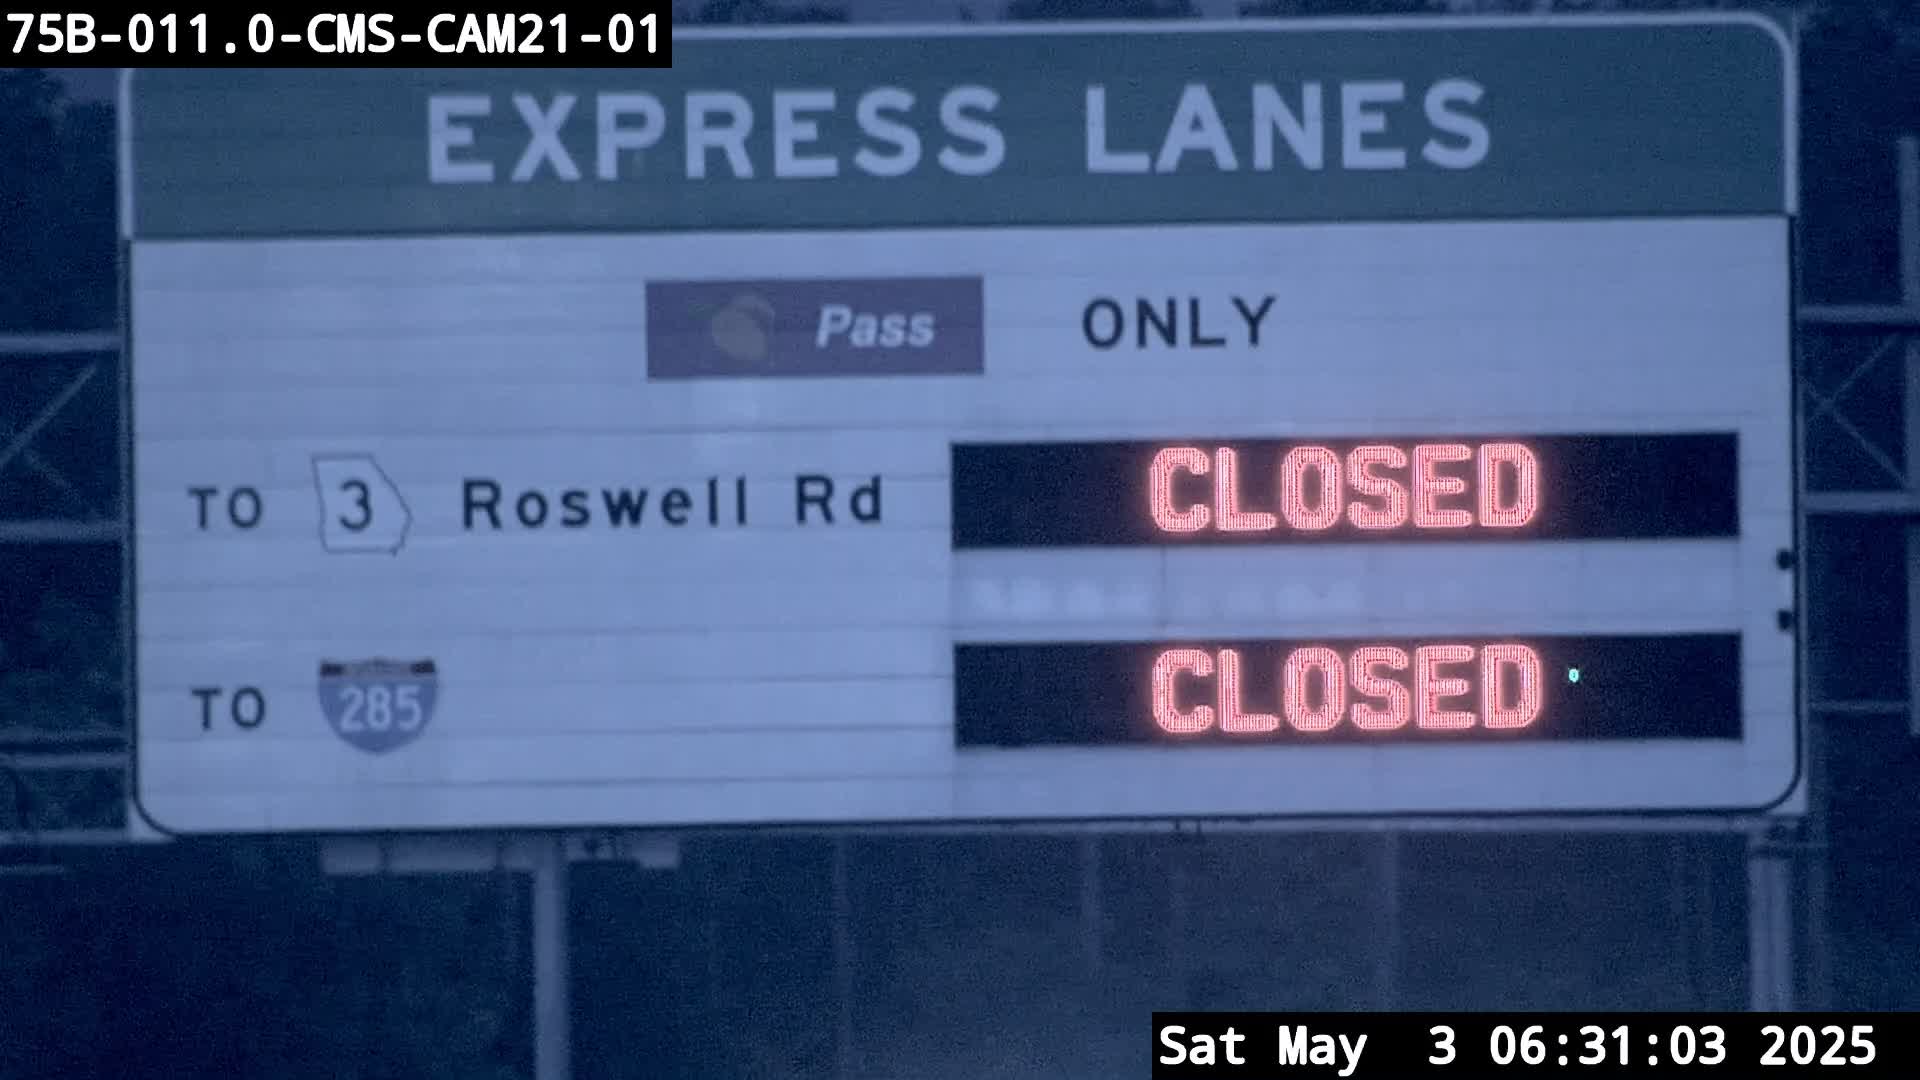 75B-011.0-CMS-CAM21-01
EXPRESS LANES
Pass ONLY
TO 3 Roswell Rd CLOSED
TO 285 CLOSED
Sat May 3 06:31:03 2025